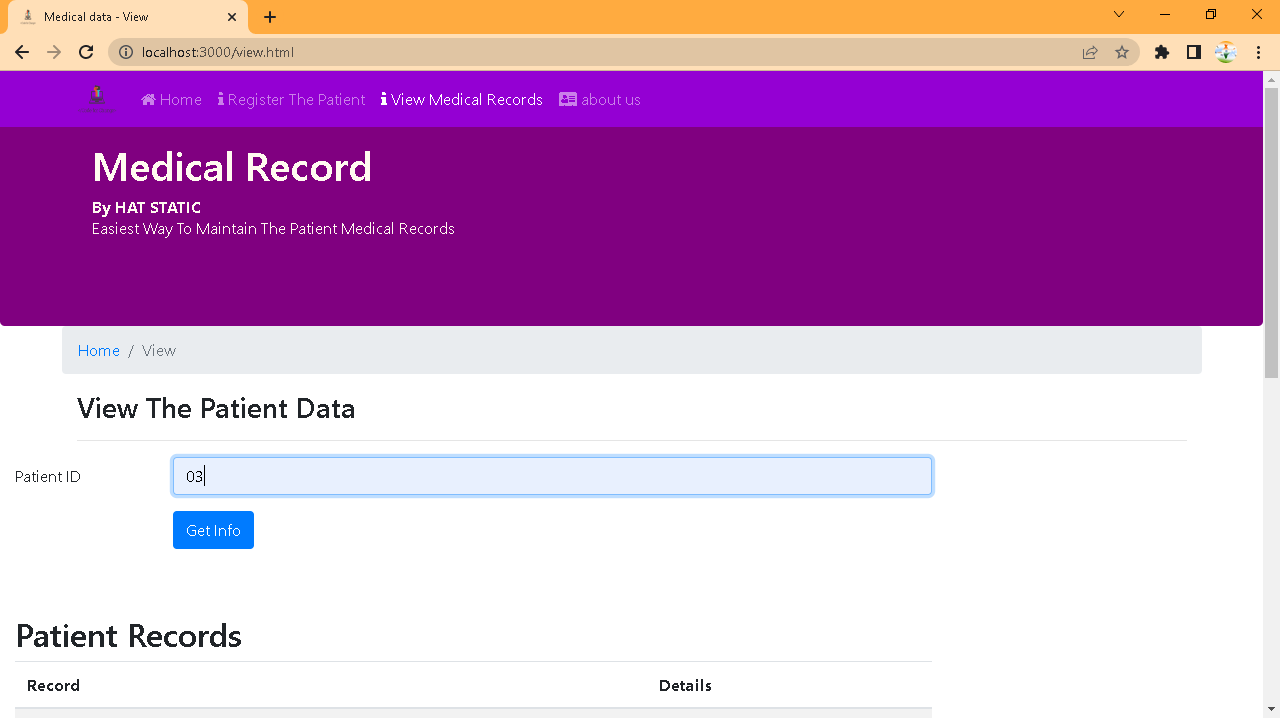 Medical data - View
localhost:3000/view.html
Home Register The Patient View Medical Records about us
Medical Record
By HAT STATIC
Easiest Way To Maintain The Patient Medical Records
Home / View
View The Patient Data
Patient ID 03
Get Info
Patient Records
Record Details